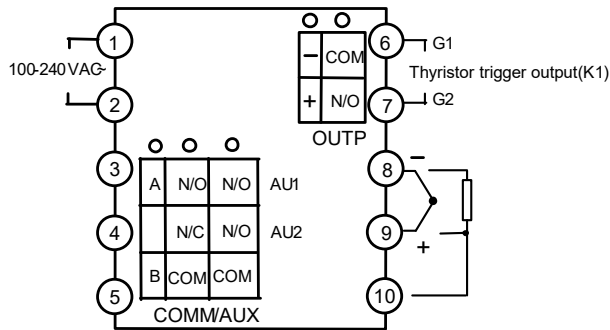 1
6
G1
100-240VAC~
Thyristor trigger output(K1)
2
7
G2
− COM
+ N/O
OUTP
3
8
−
A N/O N/O AU1
4
9
+
N/C N/O AU2
B COM COM
5
10
COMM/AUX